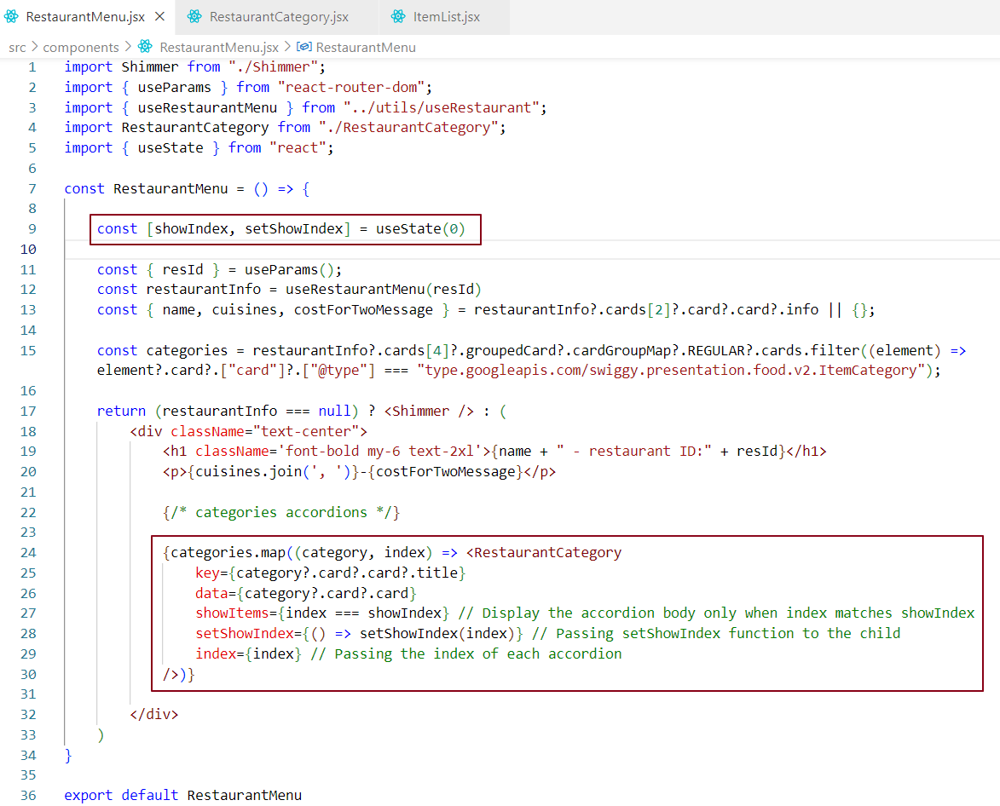 RestaurantMenu.jsx ✕ RestaurantCategory.jsx ItemList.jsx
src > components > RestaurantMenu.jsx > RestaurantMenu
1 import Shimmer from "./Shimmer";
2 import { useParams } from "react-router-dom";
3 import { useRestaurantMenu } from "../utils/useRestaurant";
4 import RestaurantCategory from "./RestaurantCategory";
5 import { useState } from "react";
6
7 const RestaurantMenu = () => {
8
9 const [showIndex, setShowIndex] = useState(0)
10
11 const { resId } = useParams();
12 const restaurantInfo = useRestaurantMenu(resId)
13 const { name, cuisines, costForTwoMessage } = restaurantInfo?.cards[2]?.card?.card?.info || {};
14
15 const categories = restaurantInfo?.cards[4]?.groupedCard?.cardGroupMap?.REGULAR?.cards.filter((element) =>
element?.card?.["card"]?.["@type"] === "type.googleapis.com/swiggy.presentation.food.v2.ItemCategory");
16
17 return (restaurantInfo === null) ? <Shimmer /> : (
18 <div className="text-center">
19 <h1 className='font-bold my-6 text-2xl'>{name + " - restaurant ID:" + resId}</h1>
20 <p>{cuisines.join(', ')}-{costForTwoMessage}</p>
21
22 {/* categories accordions */}
23
24 {categories.map((category, index) => <RestaurantCategory
25 key={category?.card?.card?.title}
26 data={category?.card?.card}
27 showItems={index === showIndex} // Display the accordion body only when index matches showIndex
28 setShowIndex={() => setShowIndex(index)} // Passing setShowIndex function to the child
29 index={index} // Passing the index of each accordion
30 />)}
31
32 </div>
33 )
34 }
35
36 export default RestaurantMenu